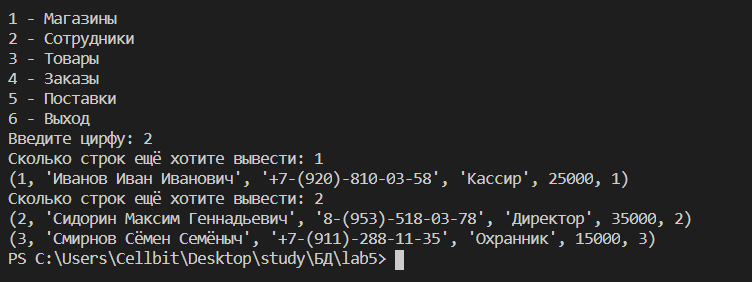 1 - Магазины
2 - Сотрудники
3 - Товары
4 - Заказы
5 - Поставки
6 - Выход
Введите цирфу: 2
Сколько строк ещё хотите вывести: 1
(1, 'Иванов Иван Иванович', '+7-(920)-810-03-58', 'Кассир', 25000, 1)
Сколько строк ещё хотите вывести: 2
(2, 'Сидорин Максим Геннадьевич', '8-(953)-518-03-78', 'Директор', 35000, 2)
(3, 'Смирнов Сёмен Семёныч', '+7-(911)-288-11-35', 'Охранник', 15000, 3)
PS C:\Users\Cellbit\Desktop\study\БД\lab5>